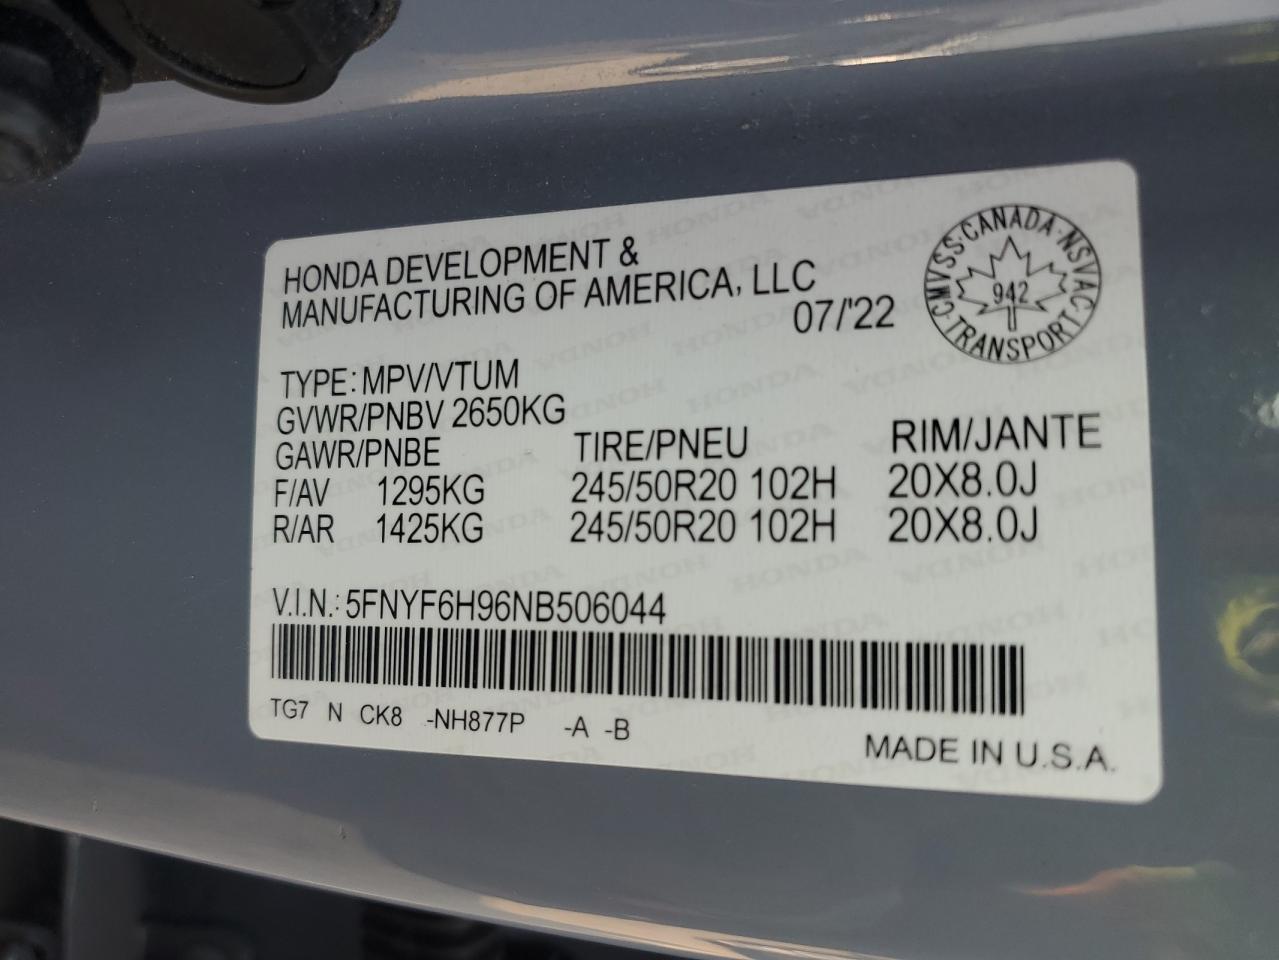 HONDA DEVELOPMENT &
MANUFACTURING OF AMERICA, LLC
07/'22
CMVSS·CANADA·NSVAC·TRANSPORT·
942
TYPE: MPV/VTUM
GVWR/PNBV 2650KG
GAWR/PNBE TIRE/PNEU RIM/JANTE
F/AV 1295KG 245/50R20 102H 20X8.0J
R/AR 1425KG 245/50R20 102H 20X8.0J
V.I.N.: 5FNYF6H96NB506044
TG7 N CK8 -NH877P -A -B
MADE IN U.S.A.